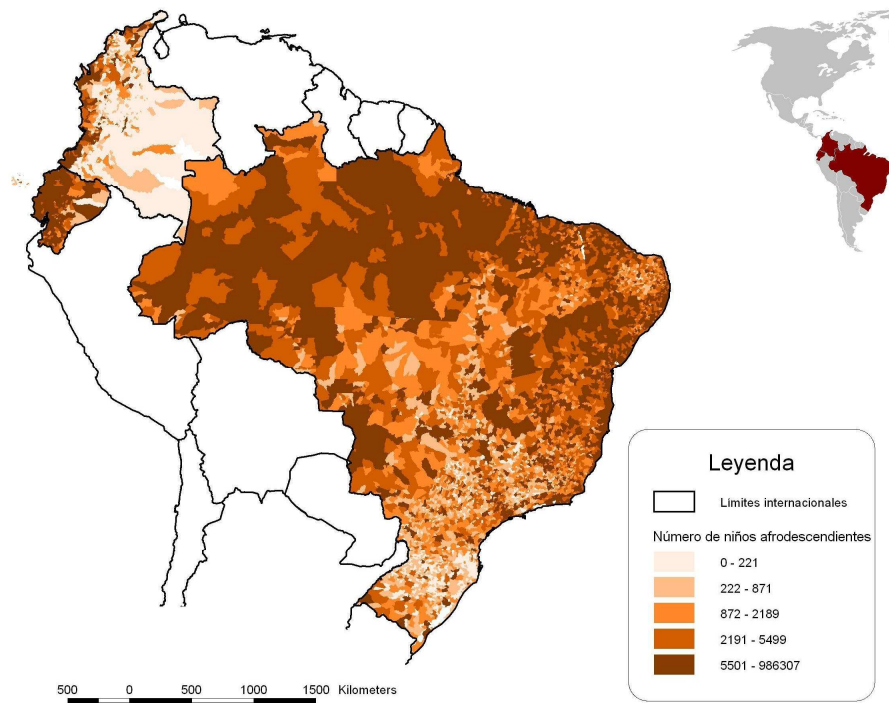 Leyenda
Límites internacionales
Número de niños afrodescendientes
0 - 221
222 - 871
872 - 2189
2191 - 5499
5501 - 986307
500 0 500 1000 1500 Kilometers